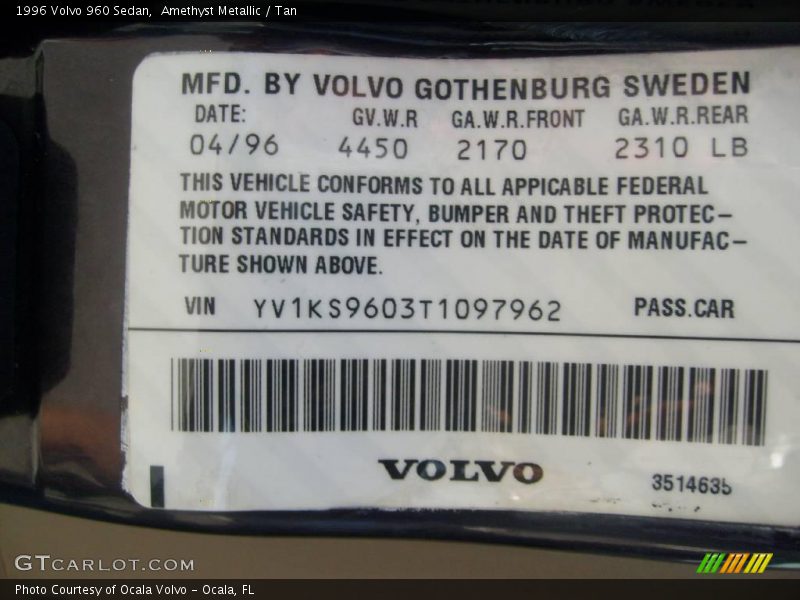 1996 Volvo 960 Sedan,  Amethyst Metallic / Tan
MFD. BY VOLVO GOTHENBURG SWEDEN
DATE: GV.W.R GA.W.R.FRONT GA.W.R.REAR
04/96 4450 2170 2310 LB
THIS VEHICLE CONFORMS TO ALL APPICABLE FEDERAL
MOTOR VEHICLE SAFETY, BUMPER AND THEFT PROTEC-
TION STANDARDS IN EFFECT ON THE DATE OF MANUFAC-
TURE SHOWN ABOVE.
VIN YV1KS9603T1097962 PASS.CAR
VOLVO
3514635
GTCARLOT.COM
Photo Courtesy of Ocala Volvo - Ocala, FL